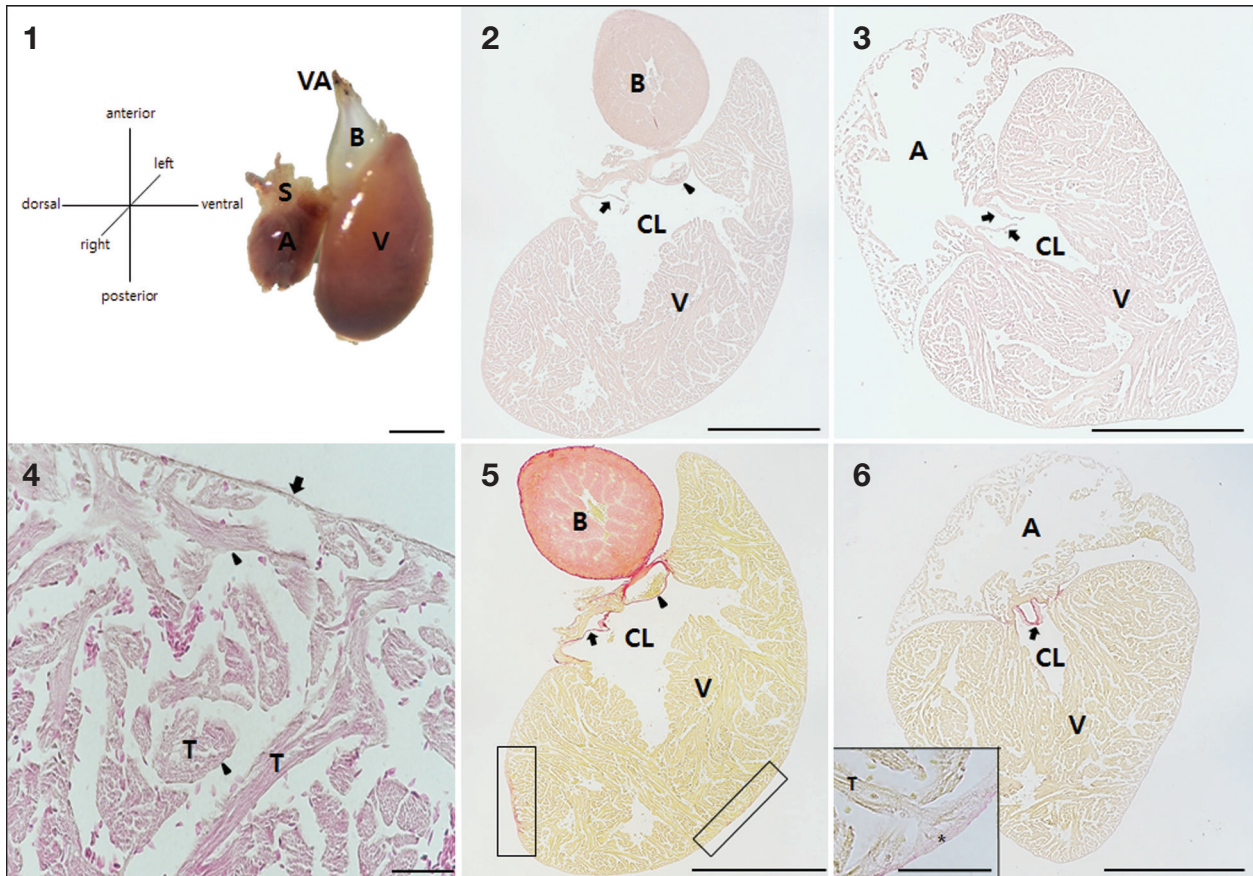 1
VA
anterior
B
left
S
dorsal
ventral
A
V
right
posterior
2
B
CL
V
3
A
CL
V
4
T
T
5
B
CL
V
6
A
CL
V
T
*